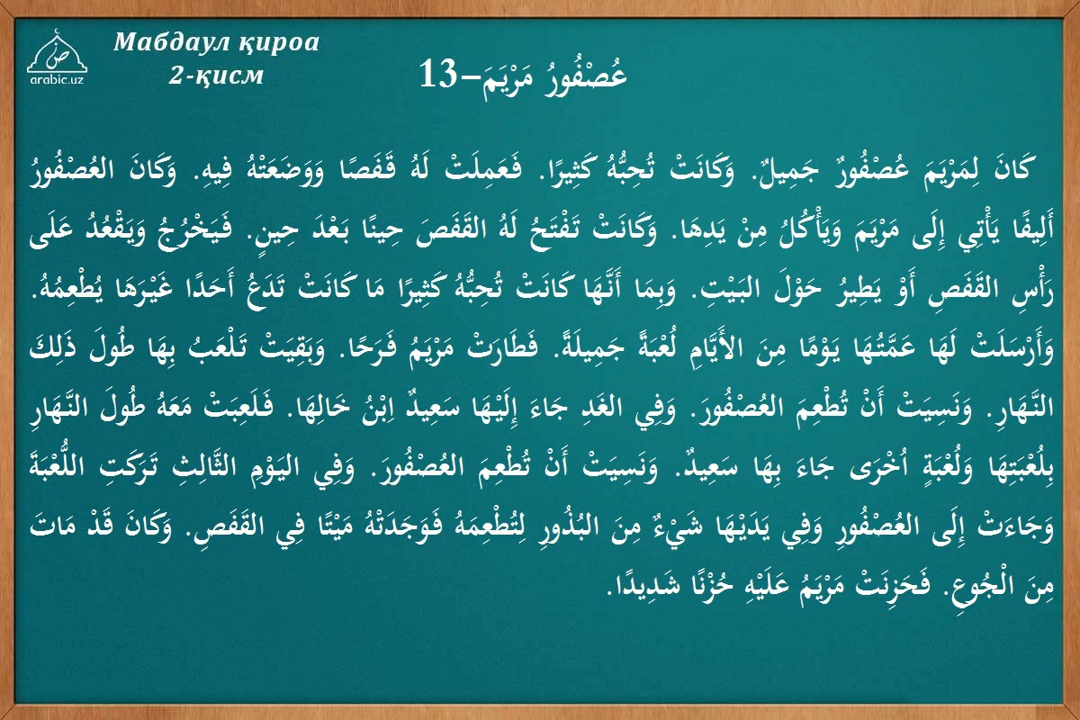 arabic.uz
Мабдаул қироа
2-қисм
13-عُصْفُورُ مَرْيَمَ
كَانَ لِمَرْيَمَ عُصْفُورٌ جَمِيلٌ. وَكَانَتْ تُحِبُّهُ كَثِيرًا. فَعَمِلَتْ لَهُ قَفَصًا وَوَضَعَتْهُ فِيهِ. وَكَانَ العُصْفُورُ
أَلِيفًا يَأْتِي إِلَى مَرْيَمَ وَيَأْكُلُ مِنْ يَدِهَا. وَكَانَتْ تَفْتَحُ لَهُ القَفَصَ حِينًا بَعْدَ حِينٍ. فَيَخْرُجُ وَيَقْعُدُ عَلَى
رَأْسِ القَفَصِ أَوْ يَطِيرُ حَوْلَ البَيْتِ. وَبِمَا أَنَّهَا كَانَتْ تُحِبُّهُ كَثِيرًا مَا كَانَتْ تَدَعُ أَحَدًا غَيْرَهَا يُطْعِمُهُ.
وَأَرْسَلَتْ لَهَا عَمَّتُهَا يَوْمًا مِنَ الأَيَّامِ لُعْبَةً جَمِيلَةً. فَطَارَتْ مَرْيَمُ فَرَحًا. وَبَقِيَتْ تَلْعَبُ بِهَا طُولَ ذَلِكَ
النَّهَارِ. وَنَسِيَتْ أَنْ تُطْعِمَ العُصْفُورَ. وَفِي الغَدِ جَاءَ إِلَيْهَا سَعِيدٌ اِبْنُ خَالِهَا. فَلَعِبَتْ مَعَهُ طُولَ النَّهَارِ
بِلُعْبَتِهَا وَلُعْبَةٍ اُخْرَى جَاءَ بِهَا سَعِيدٌ. وَنَسِيَتْ أَنْ تُطْعِمَ العُصْفُورَ. وَفِي اليَوْمِ الثَّالِثِ تَرَكَتِ اللُّعْبَةَ
وَجَاءَتْ إِلَى العُصْفُورِ وَفِي يَدَيْهَا شَيْءٌ مِنَ البُذُورِ لِتُطْعِمَهُ فَوَجَدَتْهُ مَيْتًا فِي القَفَصِ. وَكَانَ قَدْ مَاتَ
مِنَ الْجُوعِ. فَحَزِنَتْ مَرْيَمُ عَلَيْهِ حُزْنًا شَدِيدًا.